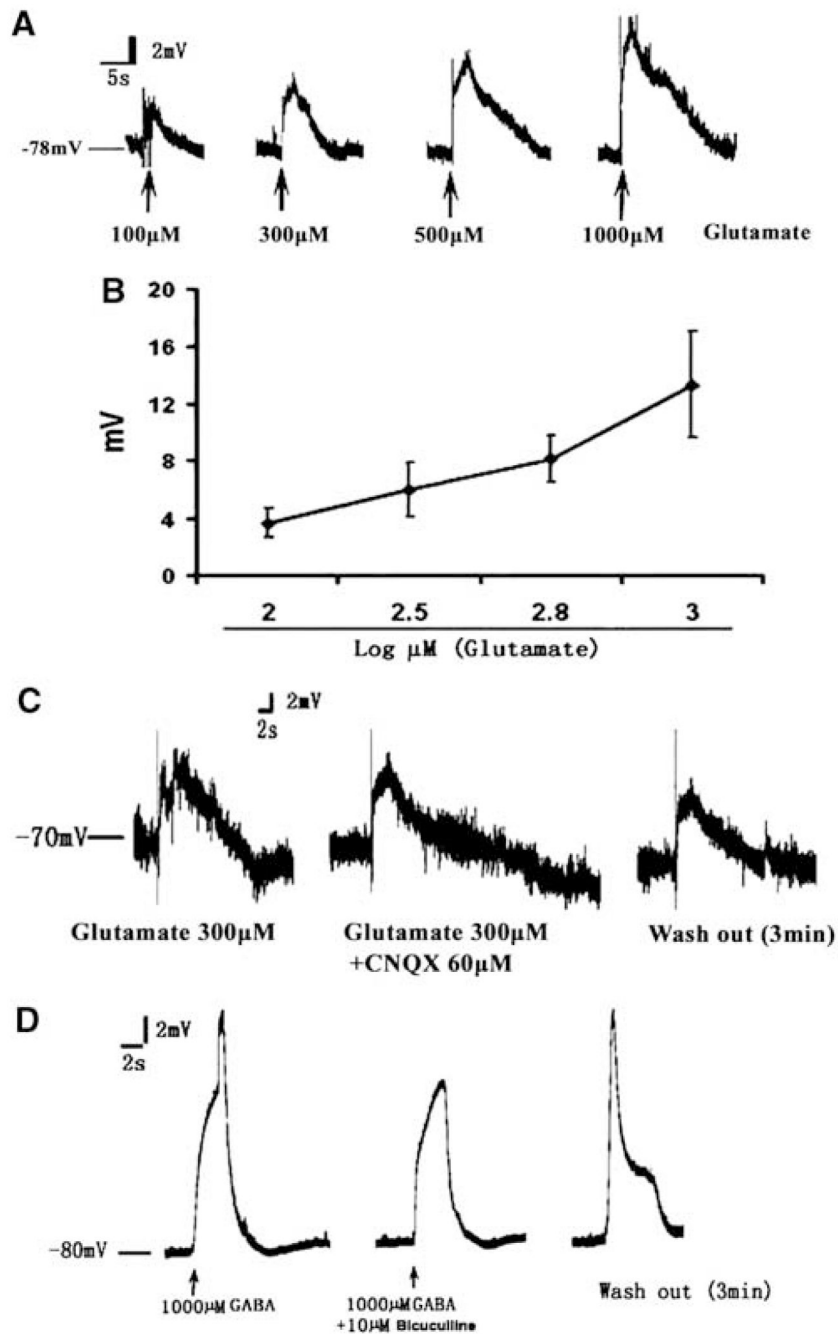 A
2mV
5s
-78mV
100μM
300μM
500μM
1000μM
Glutamate
B
20
16
12
8
4
0
mV
2
2.5
2.8
3
Log μM (Glutamate)
C
2mV
2s
-70mV
Glutamate 300μM
Glutamate 300μM
+CNQX 60μM
Wash out (3min)
D
2mV
2s
-80mV
1000μM GABA
1000μM GABA
+10μM Bicuculline
Wash out (3min)